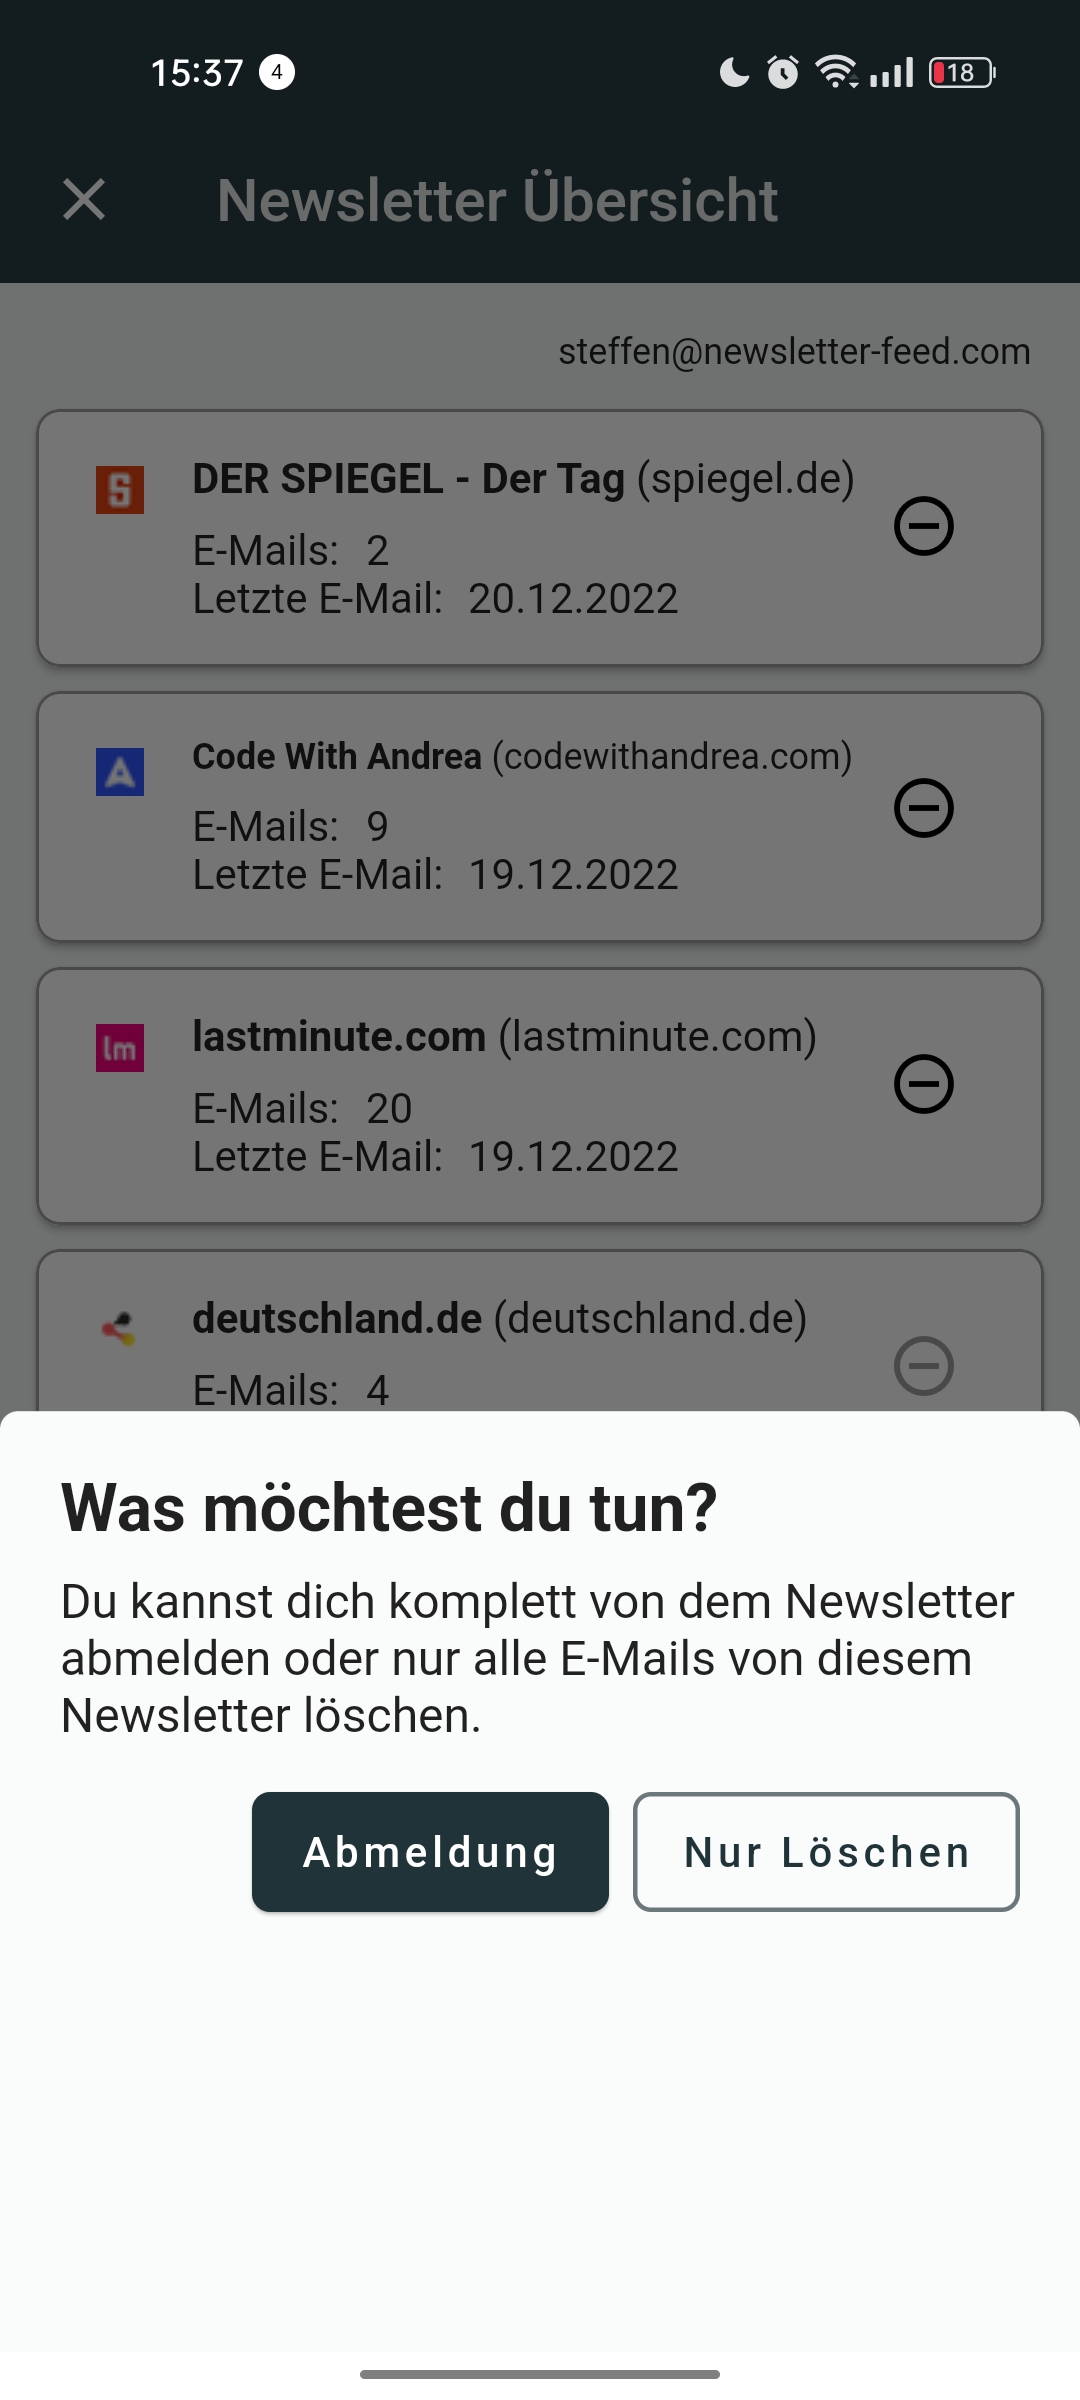 15:37 4 18
Newsletter Übersicht
steffen@newsletter-feed.com
S DER SPIEGEL - Der Tag (spiegel.de)
E-Mails: 2
Letzte E-Mail: 20.12.2022
A Code With Andrea (codewithandrea.com)
E-Mails: 9
Letzte E-Mail: 19.12.2022
lm lastminute.com (lastminute.com)
E-Mails: 20
Letzte E-Mail: 19.12.2022
deutschland.de (deutschland.de)
E-Mails: 4
Was möchtest du tun?
Du kannst dich komplett von dem Newsletter
abmelden oder nur alle E-Mails von diesem
Newsletter löschen.
Abmeldung Nur Löschen